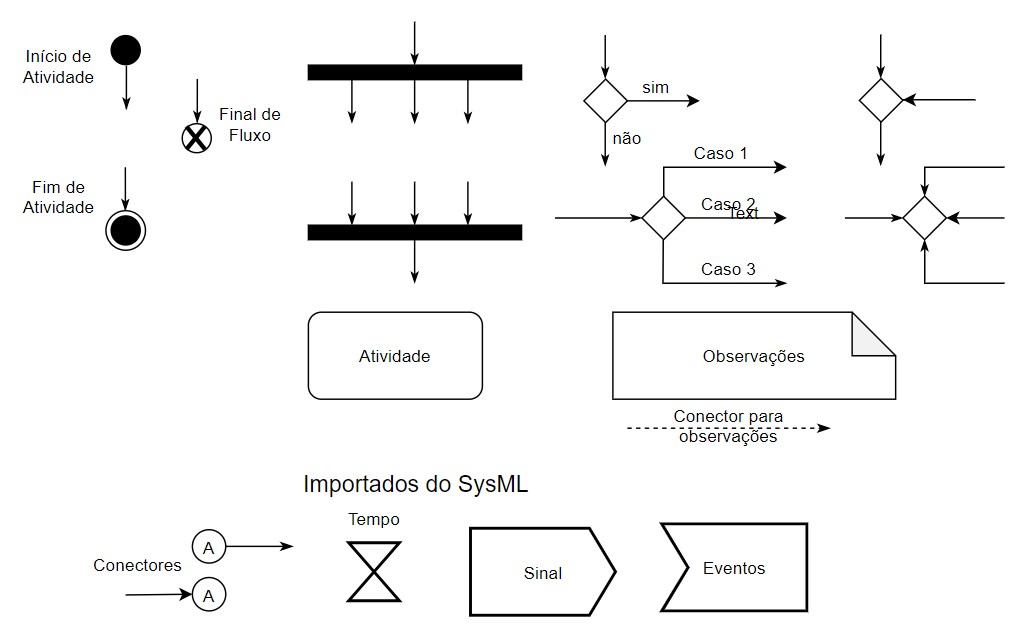 Início de
Atividade
Final de
Fluxo
Fim de
Atividade
sim
não
Caso 1
Caso 2
Text
Caso 3
Atividade
Observações
Conector para
observações
Importados do SysML
Tempo
Conectores
A
A
Sinal
Eventos